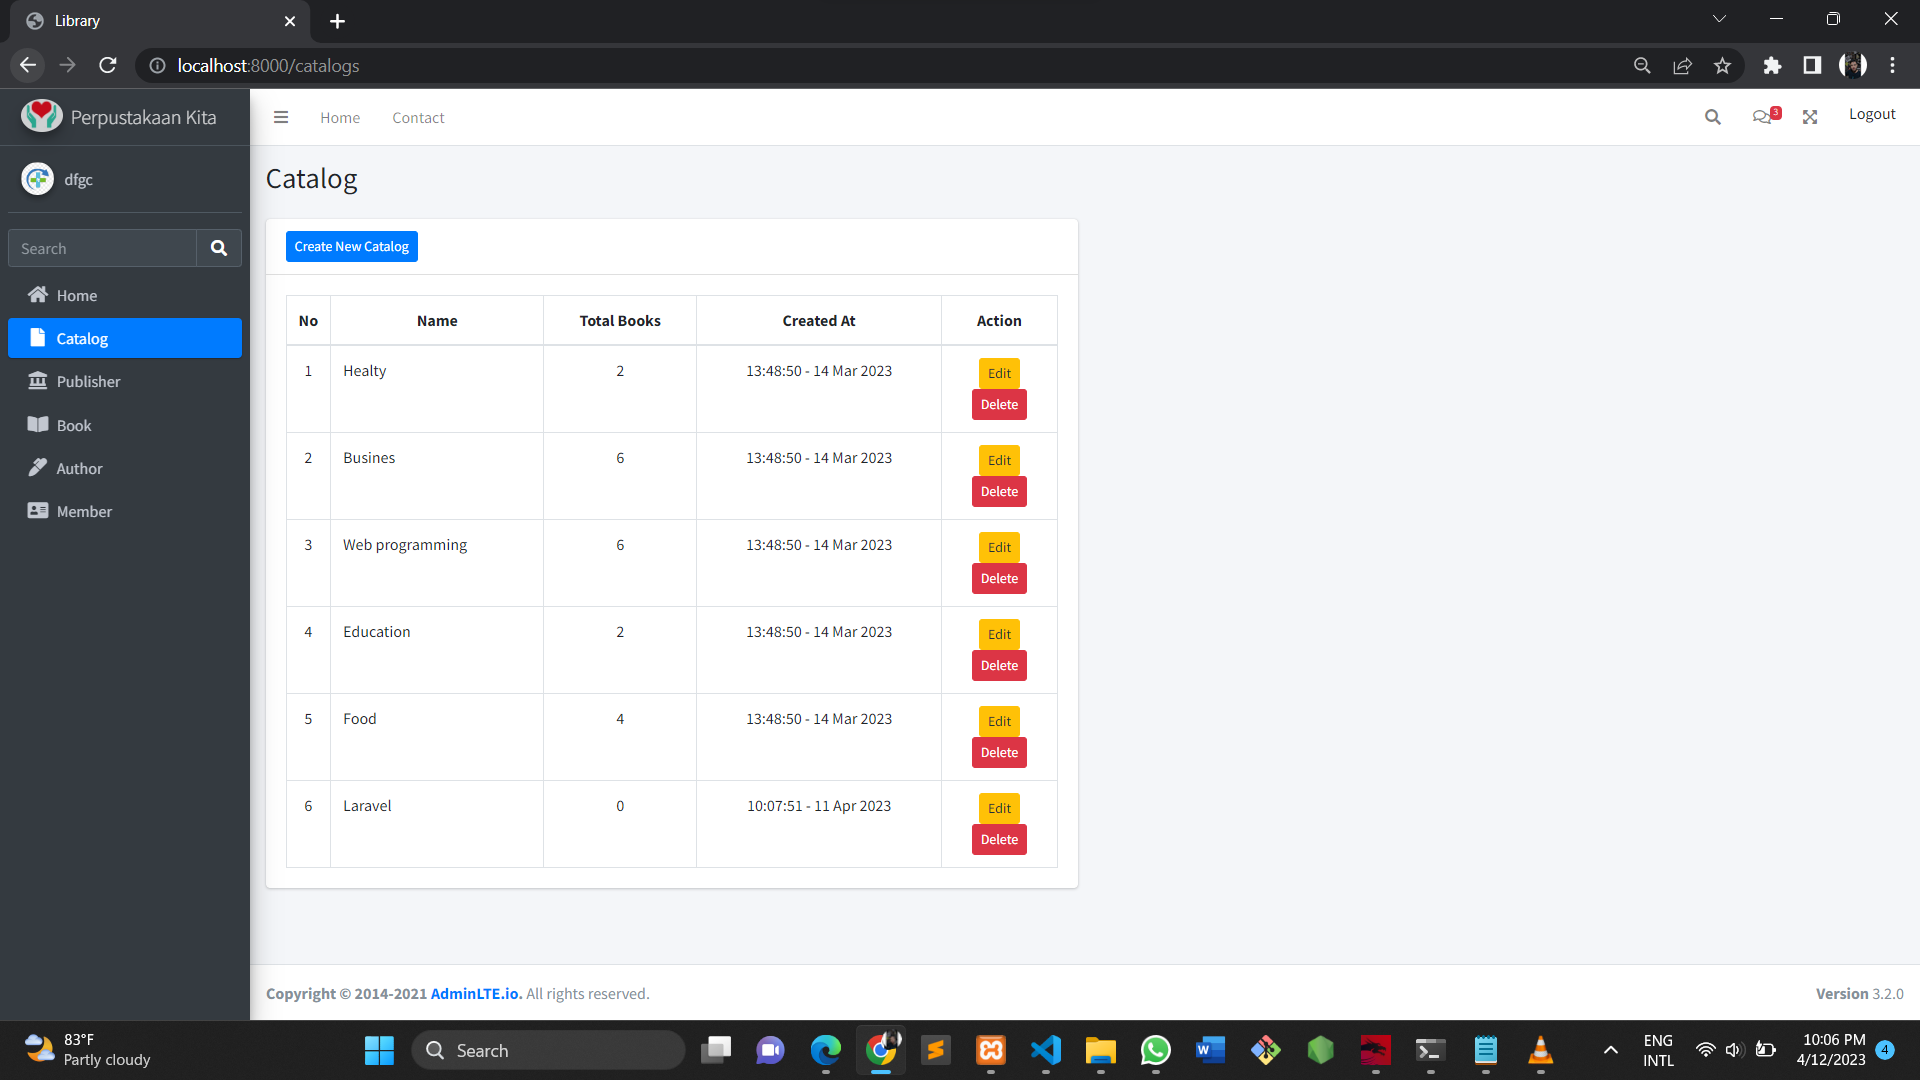 Library
localhost:8000/catalogs
Perpustakaan Kita
Home
Contact
3
Logout
dfgc
Search
Home
Catalog
Publisher
Book
Author
Member
Catalog
Create New Catalog
No Name Total Books Created At Action
1 Healty 2 13:48:50 - 14 Mar 2023 Edit
Delete
2 Busines 6 13:48:50 - 14 Mar 2023 Edit
Delete
3 Web programming 6 13:48:50 - 14 Mar 2023 Edit
Delete
4 Education 2 13:48:50 - 14 Mar 2023 Edit
Delete
5 Food 4 13:48:50 - 14 Mar 2023 Edit
Delete
6 Laravel 0 10:07:51 - 11 Apr 2023 Edit
Delete
Copyright © 2014-2021 AdminLTE.io. All rights reserved.
Version 3.2.0
83°F
Partly cloudy
Search
ENG
INTL
10:06 PM
4/12/2023
4